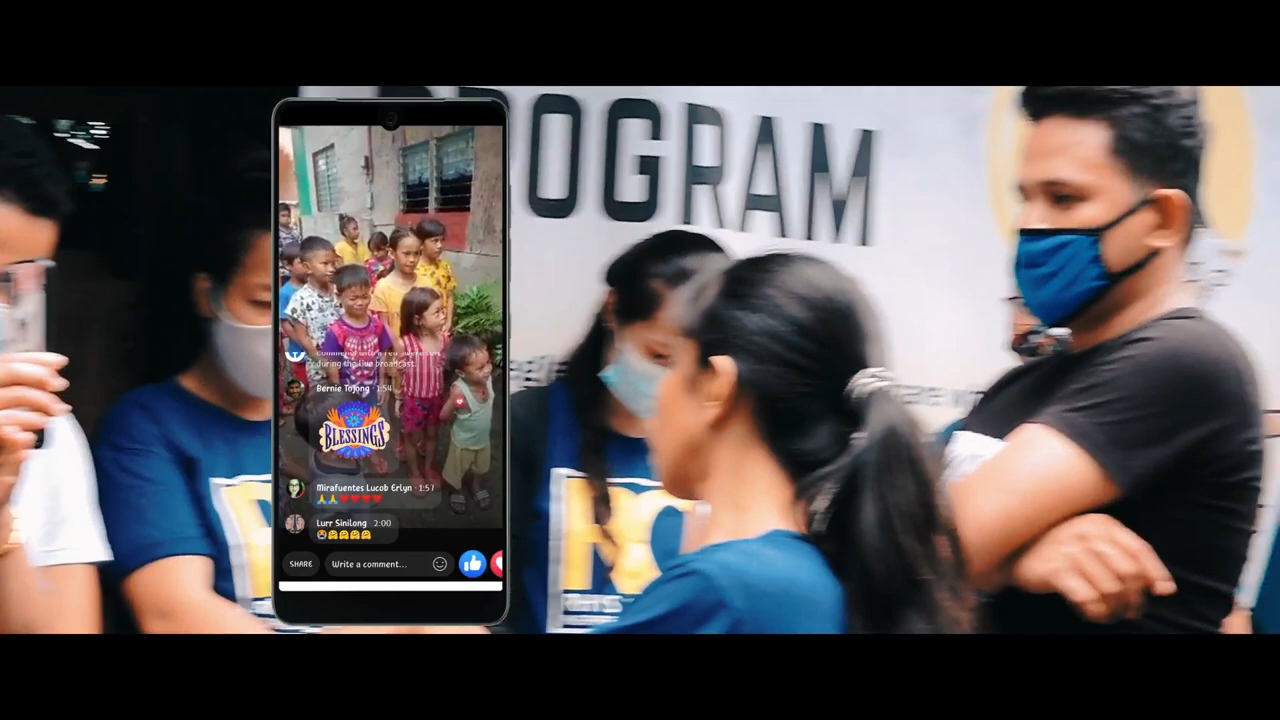 PROGRAM
during the live broadcast.
Bernie Tojong · 1:54
BLESSINGS
Mirafuentes Lucob Erlyn · 1:57
🙏🙏❤❤❤❤
Lurr Sinilong 2:00
😭🤗🤗🤗🤗
SHARE
Write a comment...